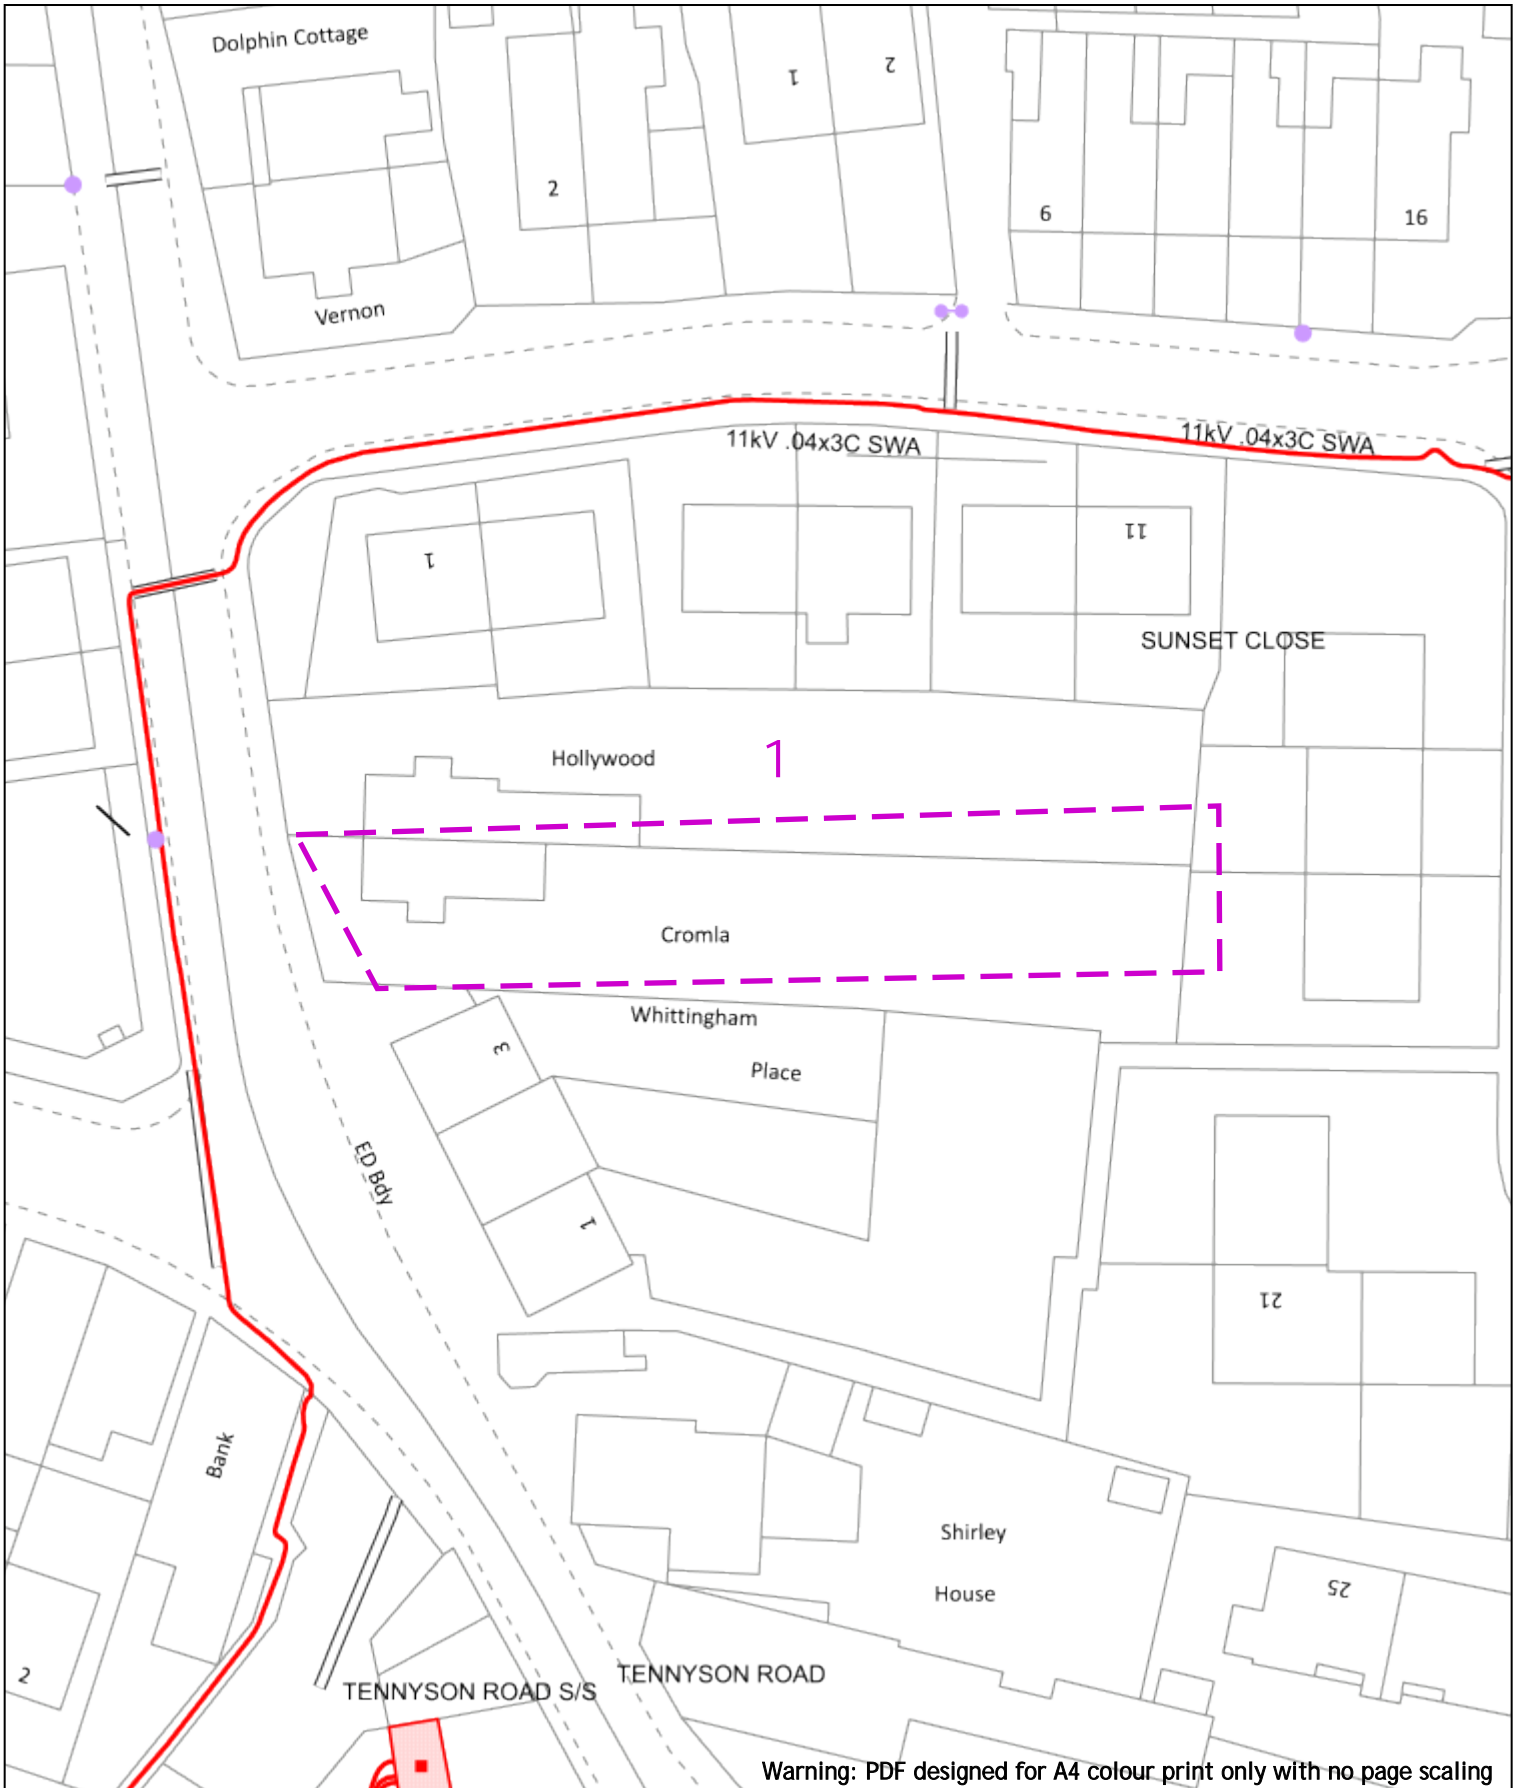 Dolphin Cottage
1
2
2
6
16
Vernon
11kV .04x3C SWA
11kV .04x3C SWA
1
11
SUNSET CLOSE
Hollywood
1
Cromla
Whittingham
Place
3
1
ED Bdy
21
Bank
Shirley
House
25
2
TENNYSON ROAD S/S
TENNYSON ROAD
Warning: PDF designed for A4 colour print only with no page scaling